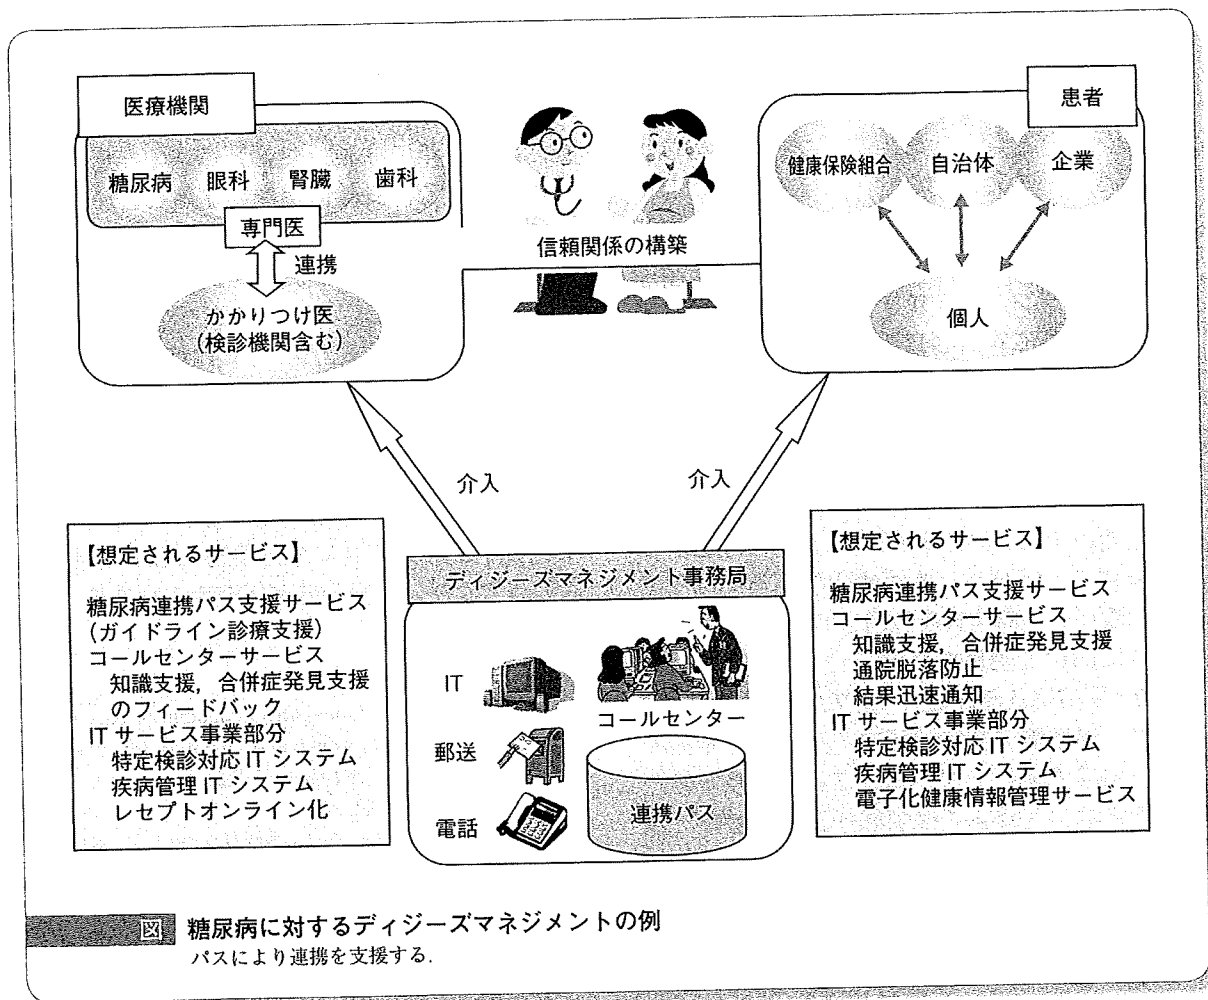 医療機関
糖尿病
眼科
腎臓
歯科
専門医
連携
かかりつけ医
(検診機関含む)
信頼関係の構築
患者
健康保険組合
自治体
企業
個人
介入
介入
【想定されるサービス】
糖尿病連携パス支援サービス
(ガイドライン診療支援)
コールセンターサービス
知識支援,合併症発見支援
のフィードバック
IT サービス事業部分
特定検診対応 IT システム
疾病管理 IT システム
レセプトオンライン化
ディジーズマネジメント事務局
IT
コールセンター
郵送
電話
連携パス
【想定されるサービス】
糖尿病連携パス支援サービス
コールセンターサービス
知識支援,合併症発見支援
通院脱落防止
結果迅速通知
IT サービス事業部分
特定検診対応 IT システム
疾病管理 IT システム
電子化健康情報管理サービス
図 糖尿病に対するディジーズマネジメントの例
パスにより連携を支援する.